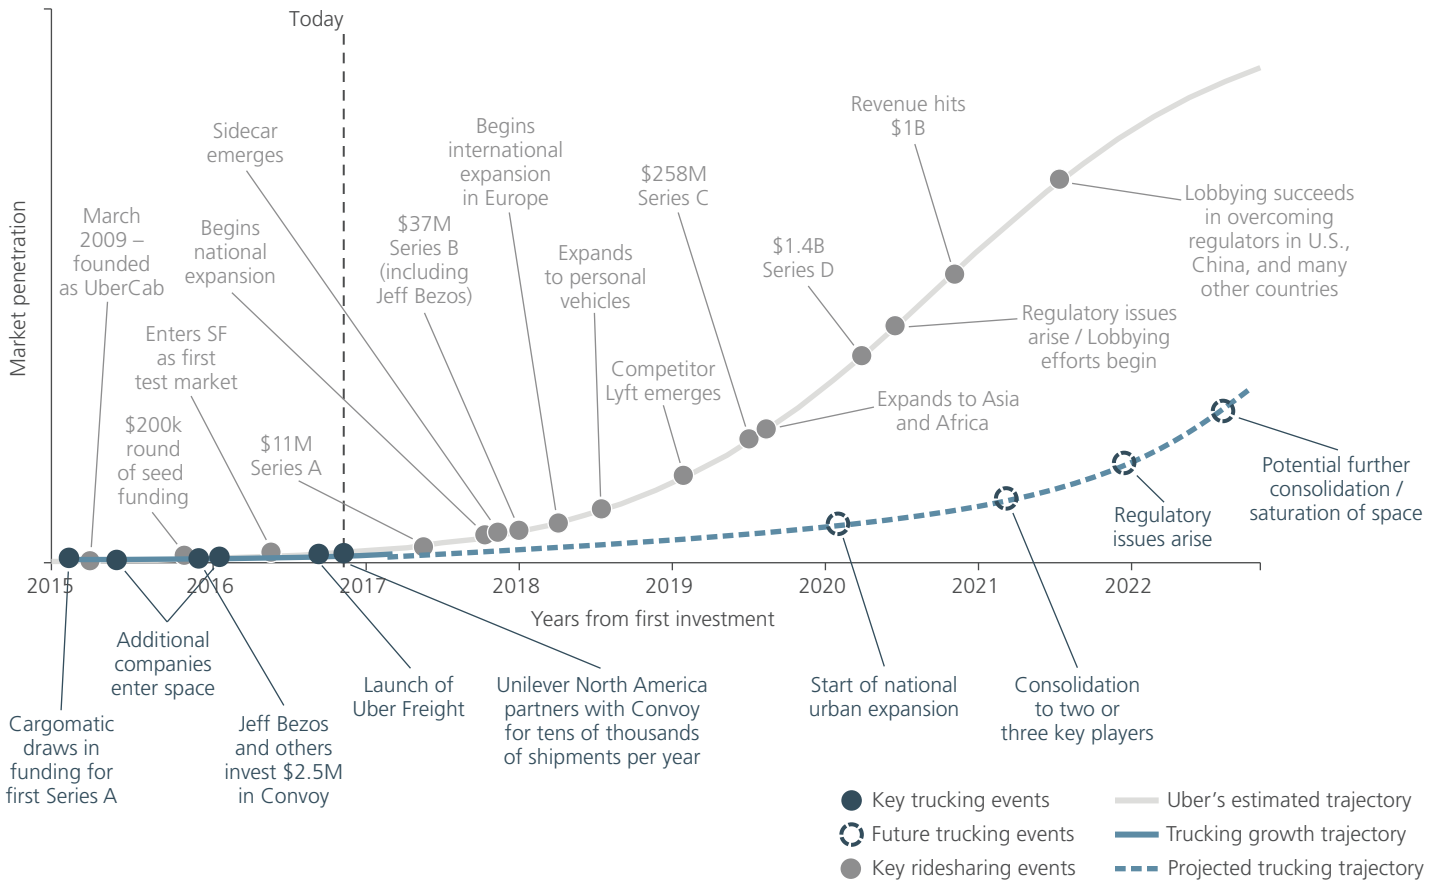 Today
Market penetration
March
2009 –
founded
as UberCab
Sidecar
emerges
Begins
national
expansion
Enters SF
as first
test market
$200k
round
of seed
funding
$11M
Series A
$37M
Series B
(including
Jeff Bezos)
Begins
international
expansion
in Europe
Expands
to personal
vehicles
Competitor
Lyft emerges
$258M
Series C
$1.4B
Series D
Revenue hits
$1B
Expands to Asia
and Africa
Regulatory issues
arise / Lobbying
efforts begin
Lobbying succeeds
in overcoming
regulators in U.S.,
China, and many
other countries
Potential further
consolidation /
saturation of space
Regulatory
issues arise
2015
2016
2017
2018
2019
2020
2021
2022
Years from first investment
Cargomatic
draws in
funding for
first Series A
Additional
companies
enter space
Jeff Bezos
and others
invest $2.5M
in Convoy
Launch of
Uber Freight
Unilever North America
partners with Convoy
for tens of thousands
of shipments per year
Start of national
urban expansion
Consolidation
to two or
three key players
Key trucking events
Future trucking events
Key ridesharing events
Uber’s estimated trajectory
Trucking growth trajectory
Projected trucking trajectory